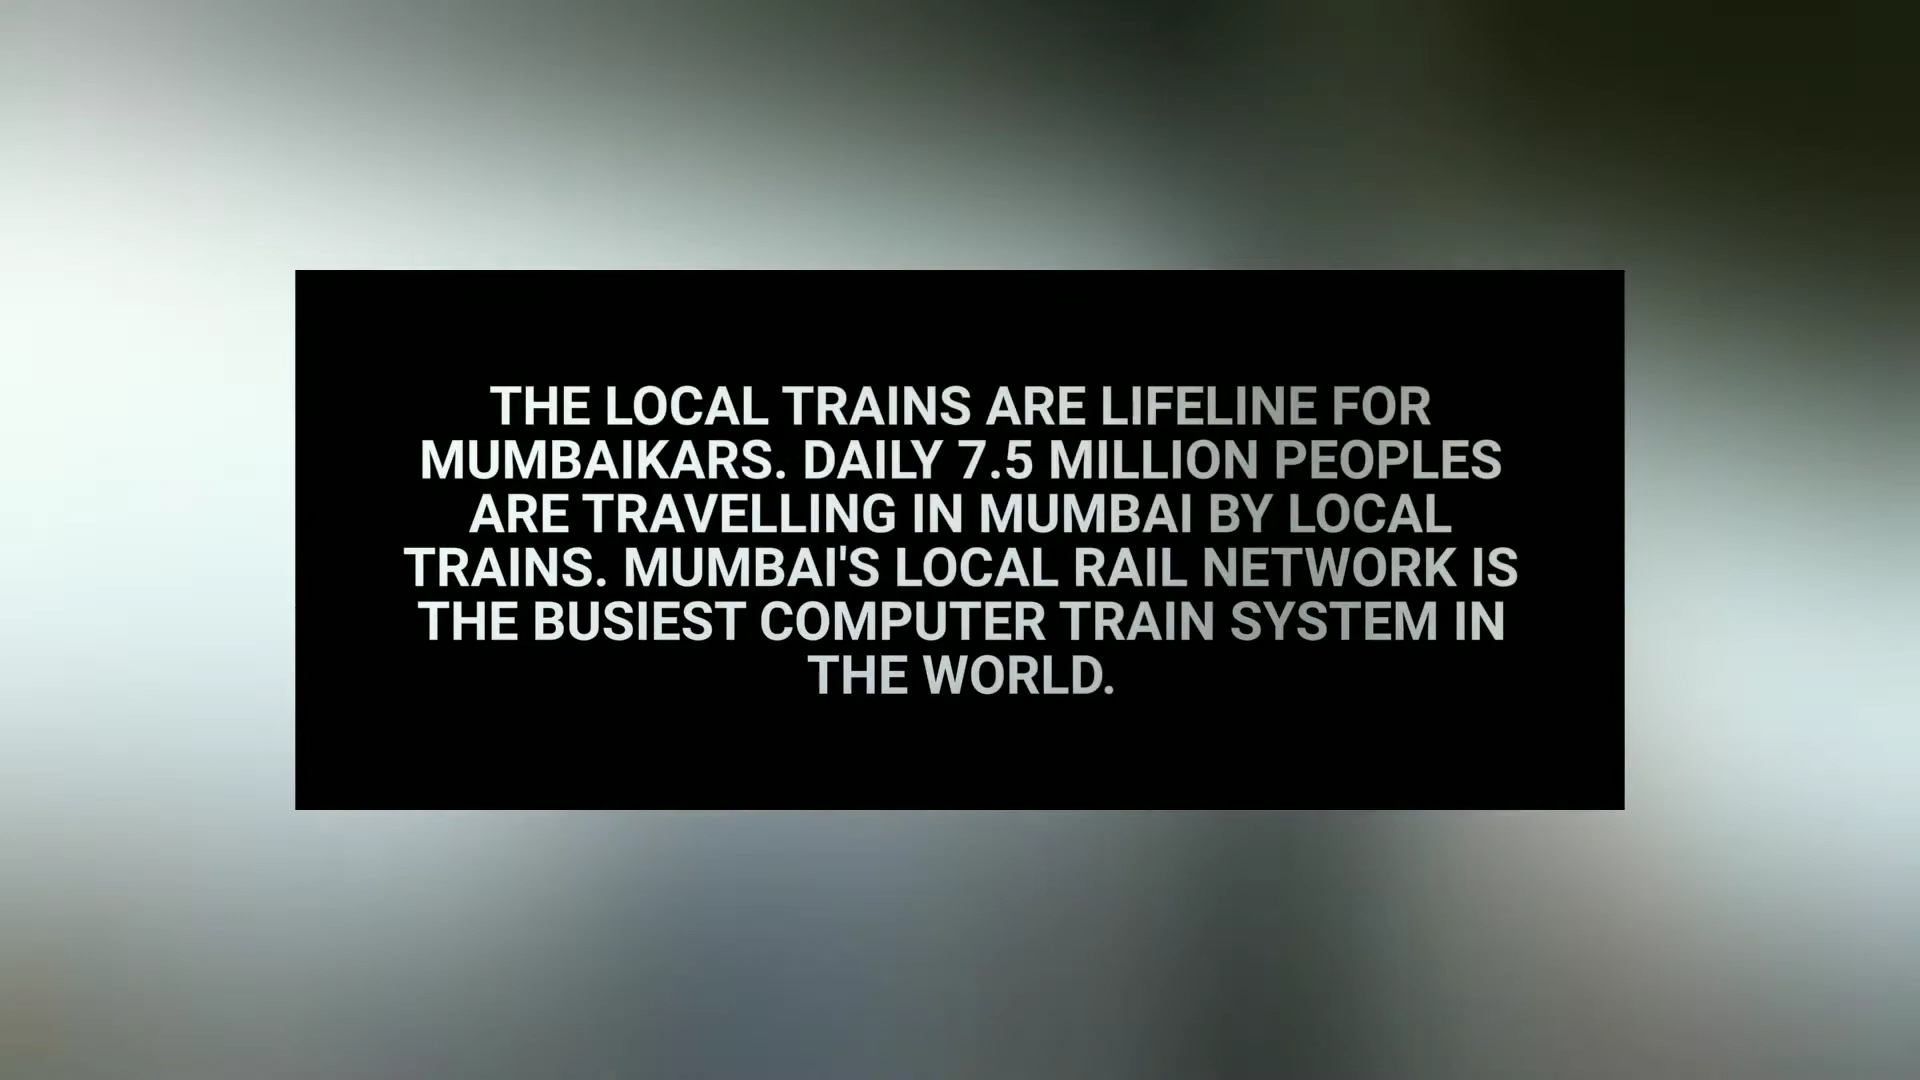 THE LOCAL TRAINS ARE LIFELINE FOR
MUMBAIKARS. DAILY 7.5 MILLION PEOPLES
ARE TRAVELLING IN MUMBAI BY LOCAL
TRAINS. MUMBAI'S LOCAL RAIL NETWORK IS
THE BUSIEST COMPUTER TRAIN SYSTEM IN
THE WORLD.